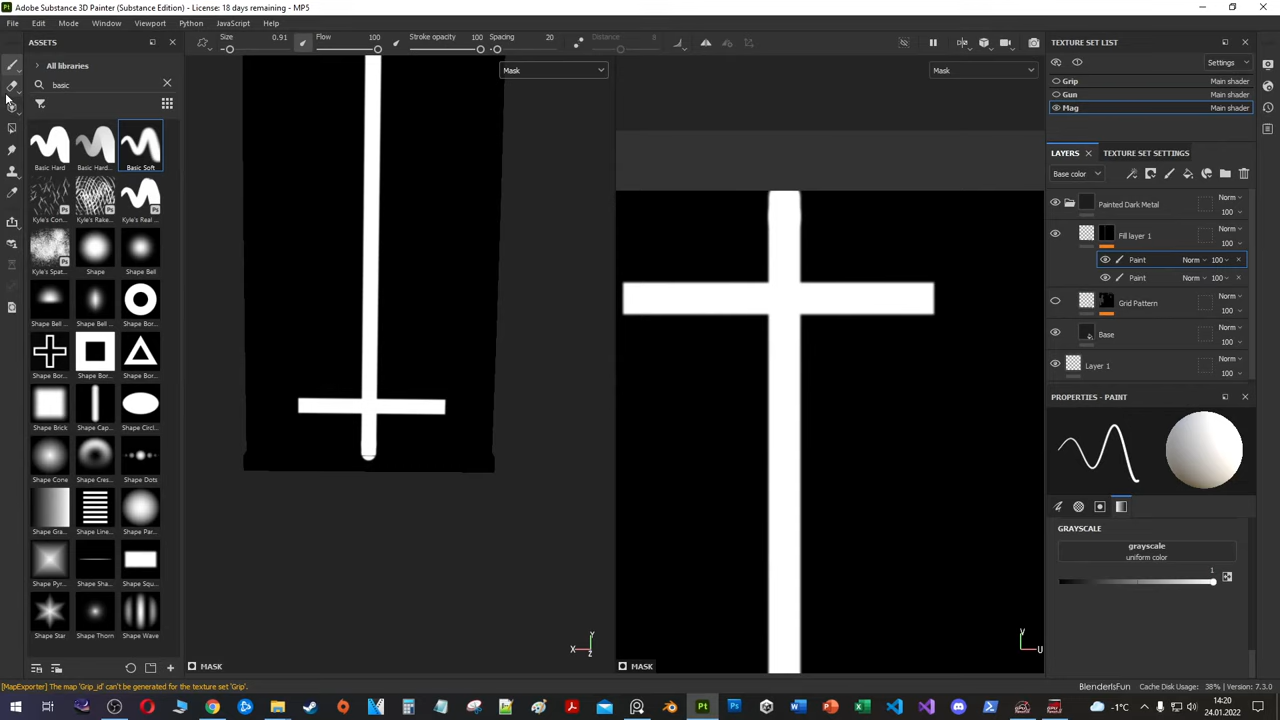 Adobe Substance 3D Painter (Substance Edition) - License: 18 days remaining - MP5
File Edit Mode Window Viewport Python JavaScript Help
ASSETS
All libraries
basic
Basic Hard Basic Hard... Basic Soft
Kyle's Con... Kyle's Rake... Kyle's Real ...
Kyle's Spat... Shape Shape Bell
Shape Bell ... Shape Bell ... Shape Bor...
Shape Bor... Shape Bor... Shape Bor...
Shape Brick Shape Cap... Shape Circl...
Shape Cone Shape Cres... Shape Dots
Shape Gra... Shape Line... Shape Par...
Shape Pyr... Shape Sha... Shape Squ...
Shape Star Shape Thorn Shape Wave
Size 0.91 Flow 100 Stroke opacity 100 Spacing 20 Distance 8
Mask
Mask
X Y Z
V U
MASK
MASK
TEXTURE SET LIST
Settings
Grip Main shader
Gun Main shader
Mag Main shader
LAYERS TEXTURE SET SETTINGS
Base color
Painted Dark Metal Norm 100
Fill layer 1 Norm 100
Paint Norm 100
Paint Norm 100
Grid Pattern Norm 100
Base Norm 100
Layer 1 Norm 100
PROPERTIES - PAINT
GRAYSCALE
grayscale
uniform color
1
[MapExporter] The map 'Grip_id' can't be generated for the texture set 'Grip'.
BlenderIsFun Cache Disk Usage: 38% | Version: 7.3.0
-1°C
14:20
24.01.2022